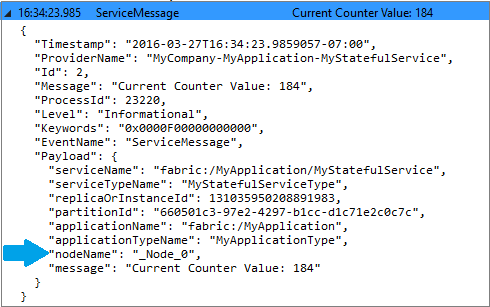 16:34:23.985 ServiceMessage Current Counter Value: 184
{
"Timestamp": "2016-03-27T16:34:23.9859057-07:00",
"ProviderName": "MyCompany-MyApplication-MyStatefulService",
"Id": 2,
"Message": "Current Counter Value: 184",
"ProcessId": 23220,
"Level": "Informational",
"Keywords": "0x0000F00000000000",
"EventName": "ServiceMessage",
"Payload": {
"serviceName": "fabric:/MyApplication/MyStatefulService",
"serviceTypeName": "MyStatefulServiceType",
"replicaOrInstanceId": 131035950208891983,
"partitionId": "660501c3-97e2-4297-b1cc-d1c71e2c0c7c",
"applicationName": "fabric:/MyApplication",
"applicationTypeName": "MyApplicationType",
"nodeName": "_Node_0",
"message": "Current Counter Value: 184"
}
}